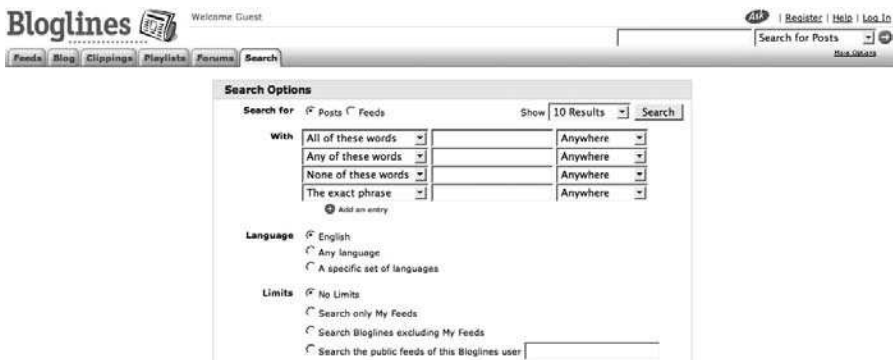 Bloglines Welcome Guest
Ask | Register | Help | Log In
Search for Posts
More Options
Feeds Blog Clippings Playlists Forums Search
Search Options
Search for Posts Feeds Show 10 Results Search
With All of these words Anywhere
Any of these words Anywhere
None of these words Anywhere
The exact phrase Anywhere
Add an entry
Language English
Any language
A specific set of languages
Limits No Limits
Search only My Feeds
Search Bloglines excluding My Feeds
Search the public feeds of this Bloglines user